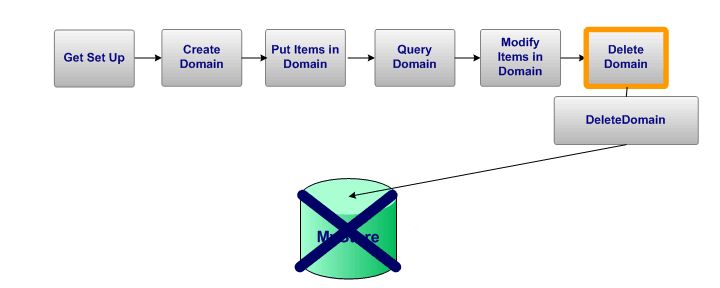 Get Set Up
Create
Domain
Put Items in
Domain
Query
Domain
Modify
Items in
Domain
Delete
Domain
DeleteDomain